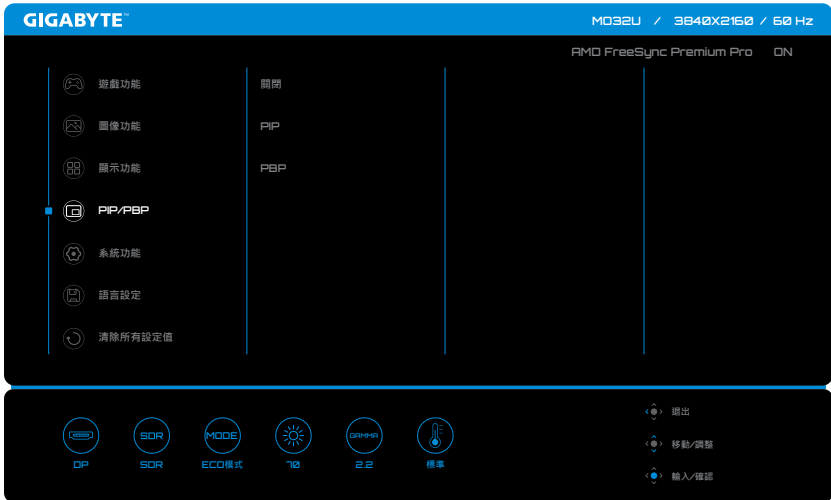 GIGABYTE™
MO32U / 3840X2160 / 60 Hz
AMD FreeSync Premium Pro ON
遊戲功能
關閉
圖像功能
PIP
顯示功能
PBP
PIP/PBP
系統功能
語言設定
清除所有設定值
SDR
MODE
GAMMA
DP
SDR
ECO模式
70
2.2
標準
退出
移動/調整
輸入/確認